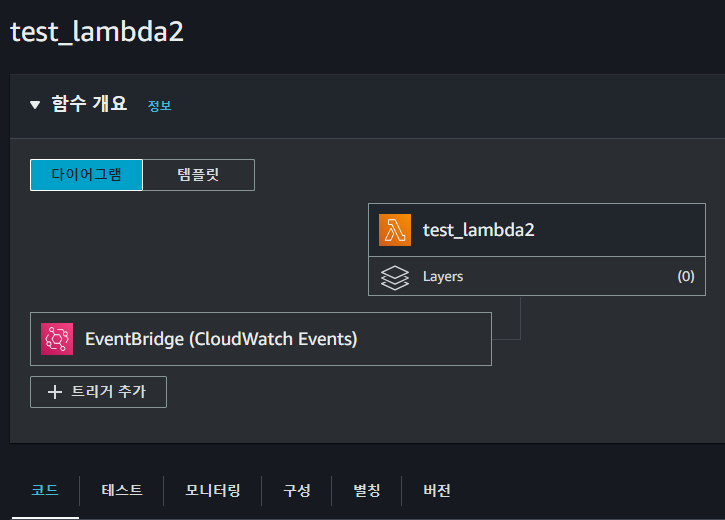 test_lambda2
함수 개요 정보
다이어그램 템플릿
test_lambda2
Layers (0)
EventBridge (CloudWatch Events)
트리거 추가
코드 테스트 모니터링 구성 별칭 버전